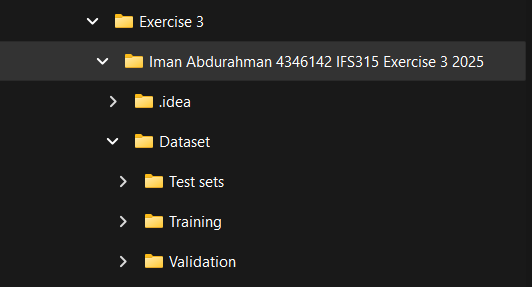 Exercise 3
Iman Abdurahman 4346142 IFS315 Exercise 3 2025
.idea
Dataset
Test sets
Training
Validation